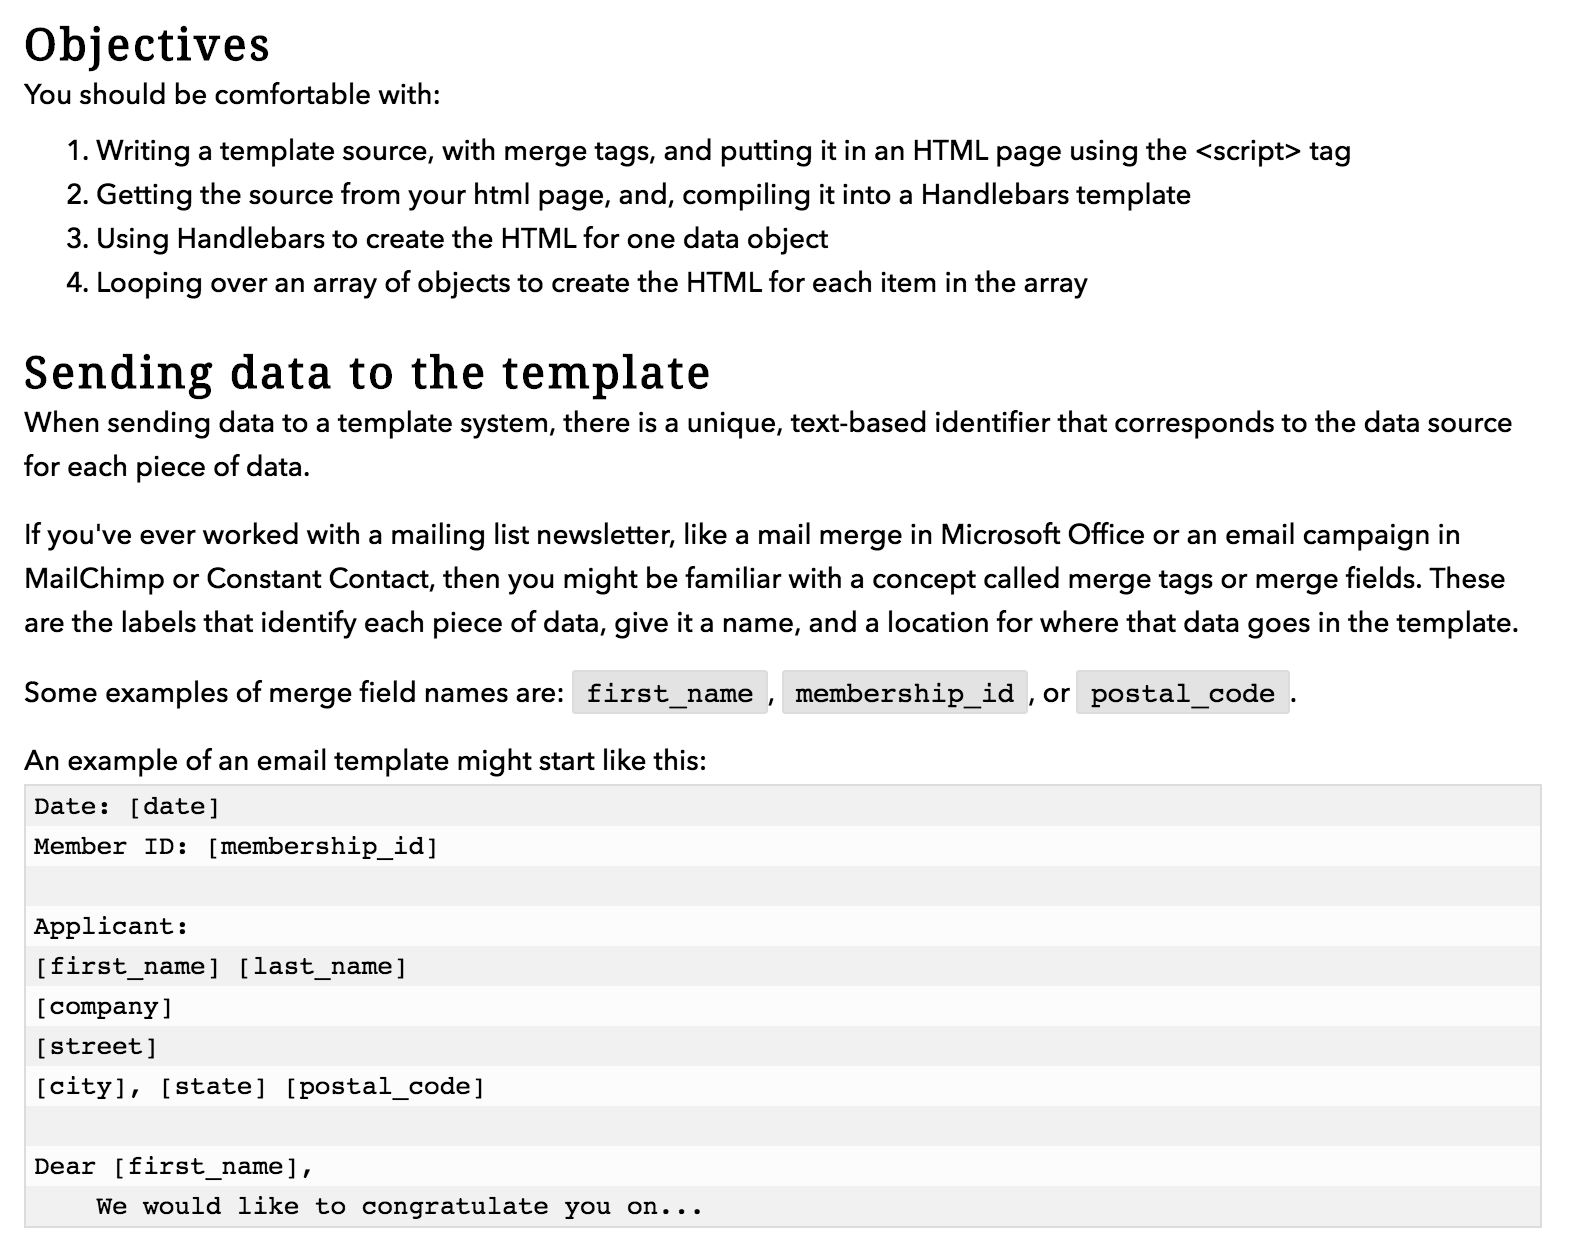 Objectives
You should be comfortable with:
1. Writing a template source, with merge tags, and putting it in an HTML page using the <script> tag
2. Getting the source from your html page, and, compiling it into a Handlebars template
3. Using Handlebars to create the HTML for one data object
4. Looping over an array of objects to create the HTML for each item in the array
Sending data to the template
When sending data to a template system, there is a unique, text-based identifier that corresponds to the data source
for each piece of data.
If you've ever worked with a mailing list newsletter, like a mail merge in Microsoft Office or an email campaign in
MailChimp or Constant Contact, then you might be familiar with a concept called merge tags or merge fields. These
are the labels that identify each piece of data, give it a name, and a location for where that data goes in the template.
Some examples of merge field names are: first_name, membership_id, or postal_code.
An example of an email template might start like this:
Date: [date]
Member ID: [membership_id]
Applicant:
[first_name] [last_name]
[company]
[street]
[city], [state] [postal_code]
Dear [first_name],
    We would like to congratulate you on...